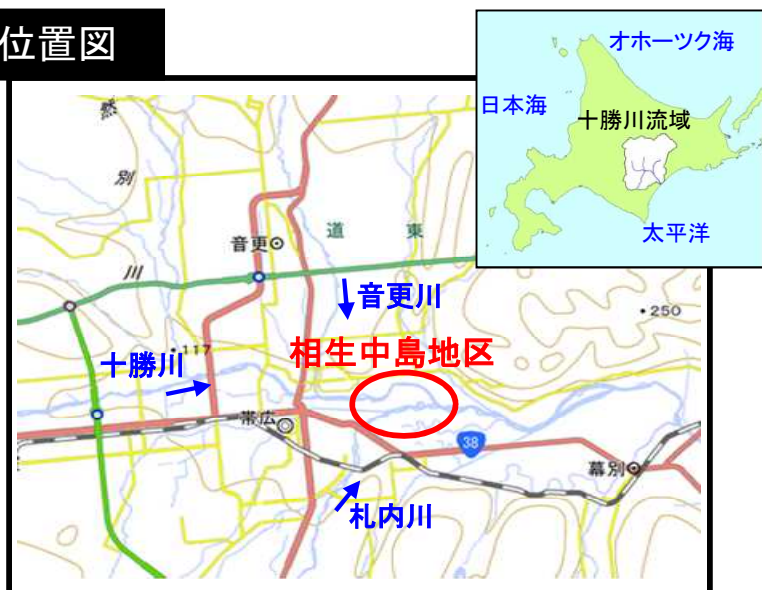 位置図
オホーツク海
日本海
十勝川流域
太平洋
然
別
川
音更
道
東
音更川
・250
相生中島地区
・117
十勝川
帯広
38
幕別
札内川